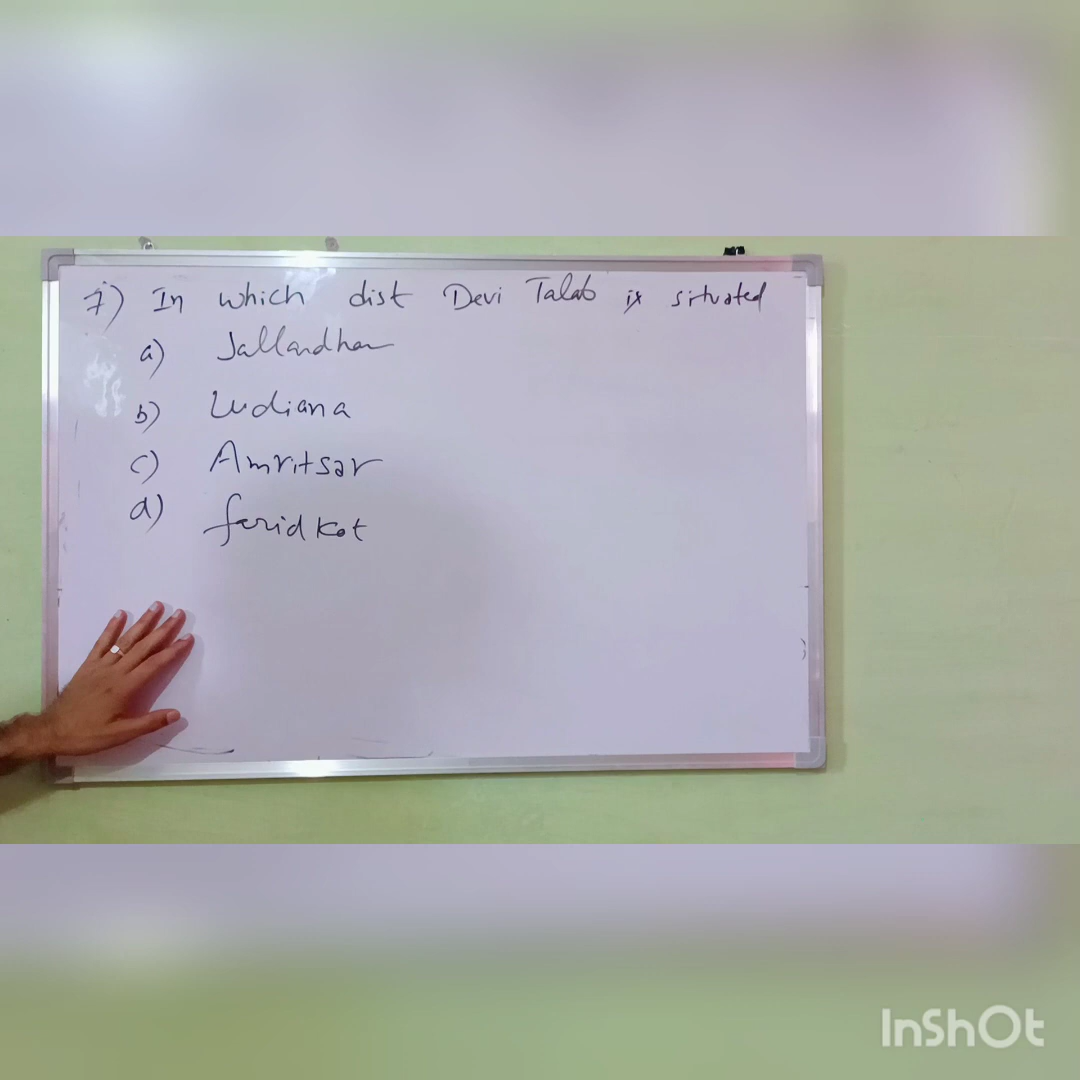 7) In which dist Devi Talab is situated
a) Jallandhar
b) Ludiana
c) Amritsar
d) faridkot
InShOt